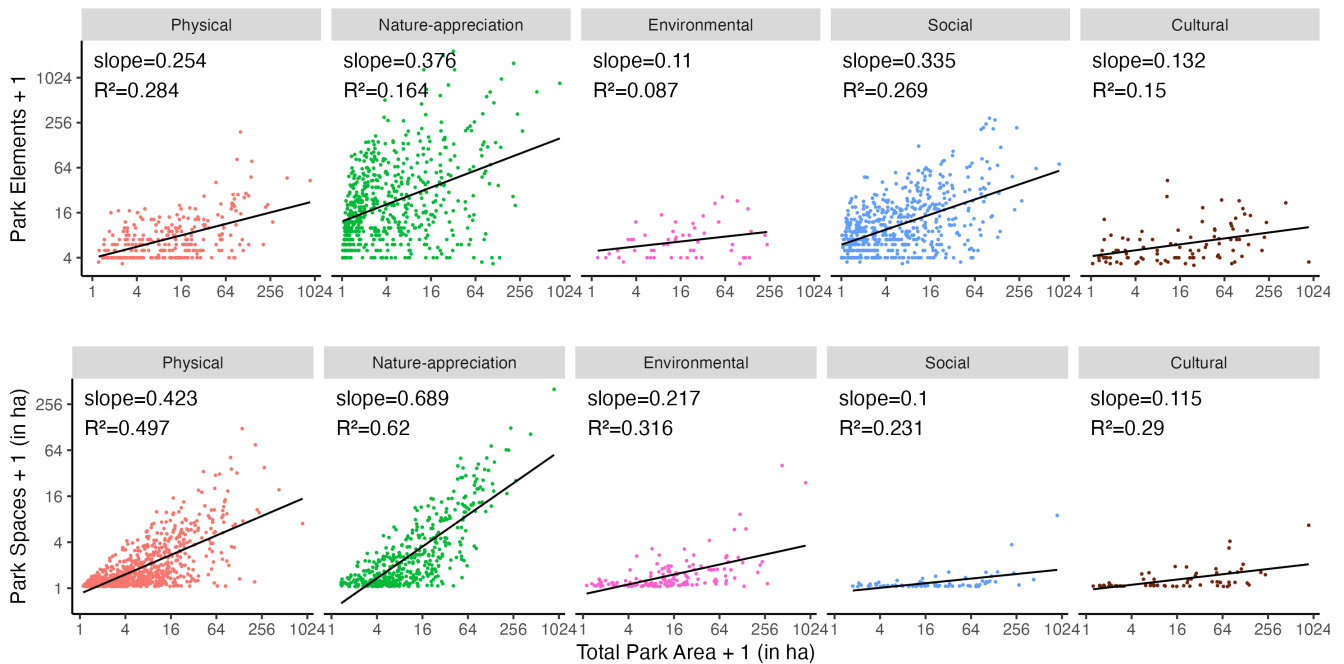 Physical Nature-appreciation Environmental Social Cultural
slope=0.254 slope=0.376 slope=0.11 slope=0.335 slope=0.132
R²=0.284 R²=0.164 R²=0.087 R²=0.269 R²=0.15
Park Elements + 1
1024
256
64
16
4
1 4 16 64 256 1024 1 4 16 64 256 1024 1 4 16 64 256 1024 1 4 16 64 256 1024 1 4 16 64 256 1024
Physical Nature-appreciation Environmental Social Cultural
slope=0.423 slope=0.689 slope=0.217 slope=0.1 slope=0.115
R²=0.497 R²=0.62 R²=0.316 R²=0.231 R²=0.29
Park Spaces + 1 (in ha)
256
64
16
4
1
1 4 16 64 256 1024 1 4 16 64 256 1024 1 4 16 64 256 1024 1 4 16 64 256 1024 1 4 16 64 256 1024
Total Park Area + 1 (in ha)